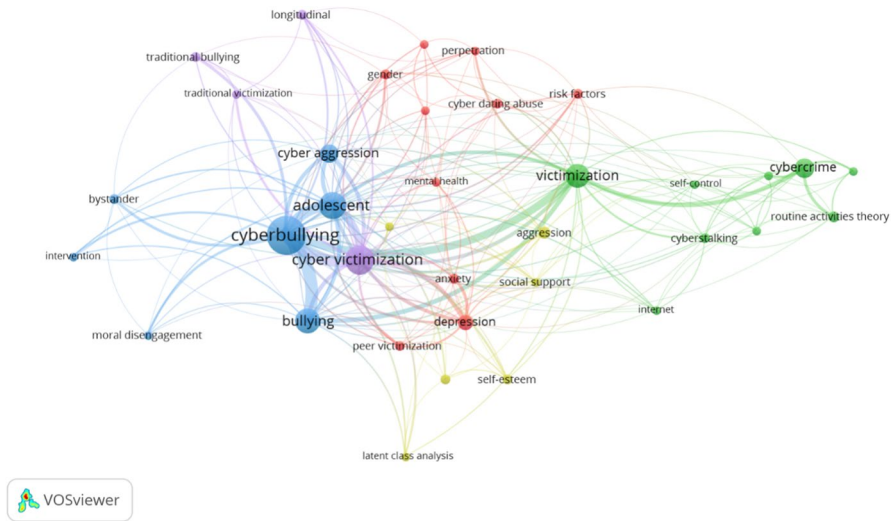 longitudinal
traditional bullying
perpetration
gender
traditional victimization
risk factors
cyber dating abuse
cyber aggression
cybercrime
victimization
mental health
self-control
bystander
adolescent
routine activities theory
cyberbullying
aggression
cyberstalking
intervention
cyber victimization
anxiety
social support
internet
moral disengagement
bullying
depression
peer victimization
self-esteem
latent class analysis
VOSviewer